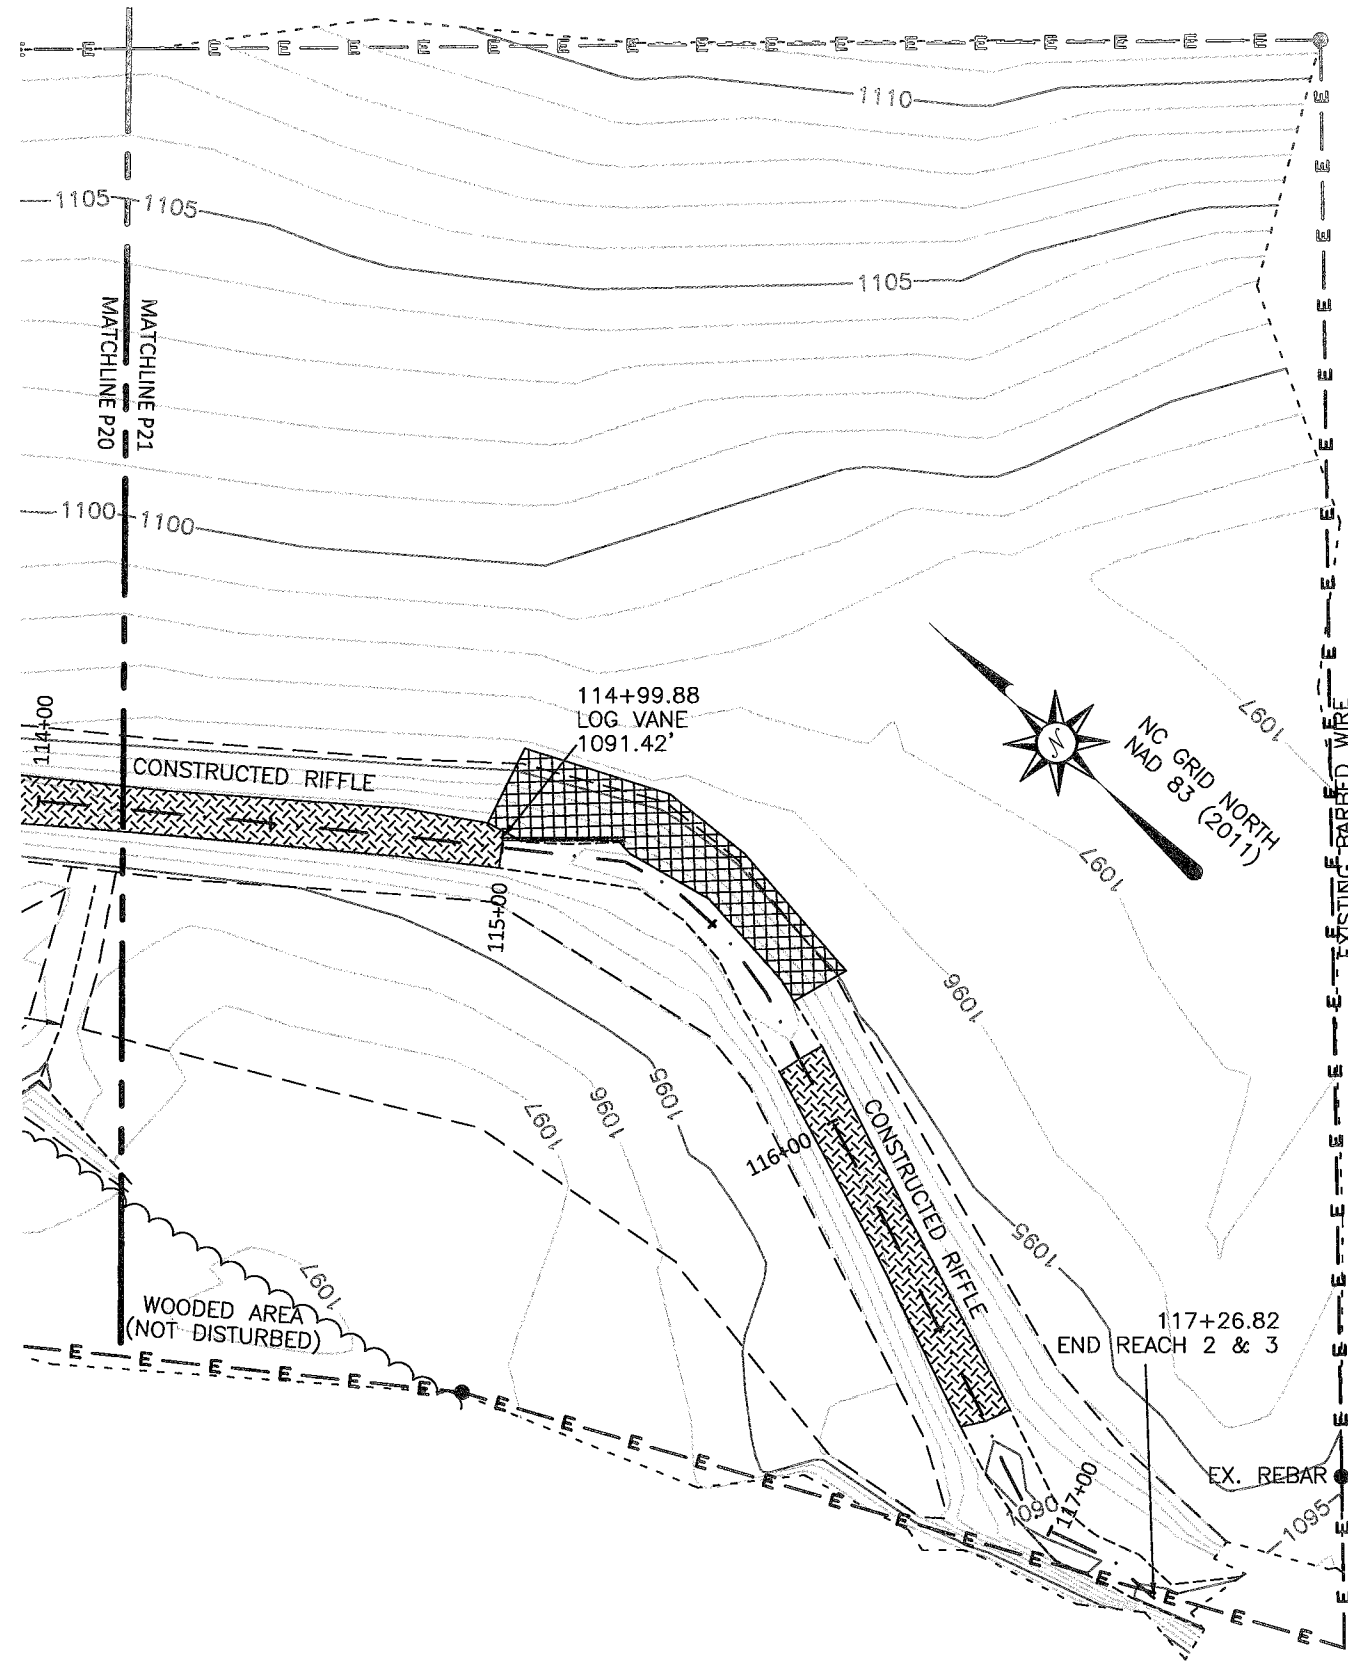 E E E E E E E E E E E E E E E E E E
1110
1105 1105
1105
MATCHLINE P21
MATCHLINE P20
1100 1100
114+00
CONSTRUCTED RIFFLE
114+99.88
LOG VANE
1091.42'
N
NC GRID NORTH
NAD 83 (2011)
1097
1097
1096
EXISTING BARBED WIRE
115+00
1097
1096
1095
116+00
CONSTRUCTED RIFFLE
1095
1097
WOODED AREA
(NOT DISTURBED)
117+26.82
END REACH 2 & 3
EX. REBAR
1090
117+00
1095
E E E E E E E E E E E E E E E E E E E